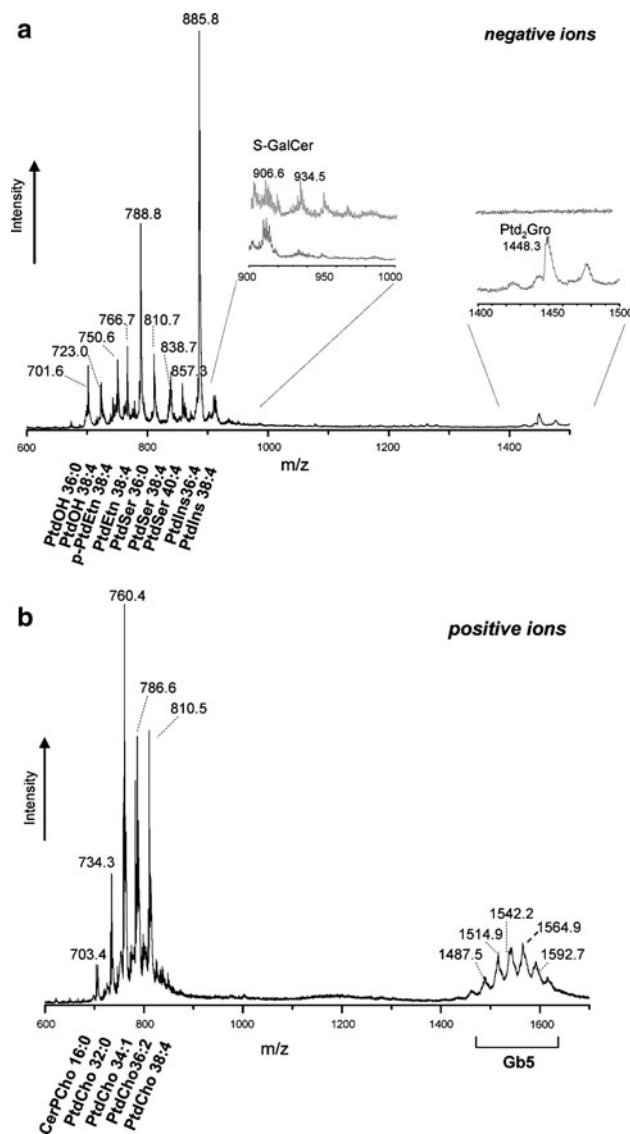 a
negative ions
885.8
S-GalCer
906.6
934.5
788.8
Ptd2Gro
1448.3
Intensity
766.7
810.7
750.6
838.7
723.0
857.3
701.6
900
950
1000
1400
1450
1500
600
800
1000
1200
1400
m/z
PtdOH 36:0
PtdOH 38:4
p-PtdEtn 38:4
PtdEtn 38:4
PtdSer 36:0
PtdSer 38:4
PtdSer 40:4
PtdIns36:4
PtdIns 38:4
b
positive ions
760.4
786.6
810.5
Intensity
734.3
703.4
1542.2
1514.9
1564.9
1487.5
1592.7
600
800
1000
1200
1400
1600
m/z
Gb5
CerPCho 16:0
PtdCho 32:0
PtdCho 34:1
PtdCho36:2
PtdCho 38:4